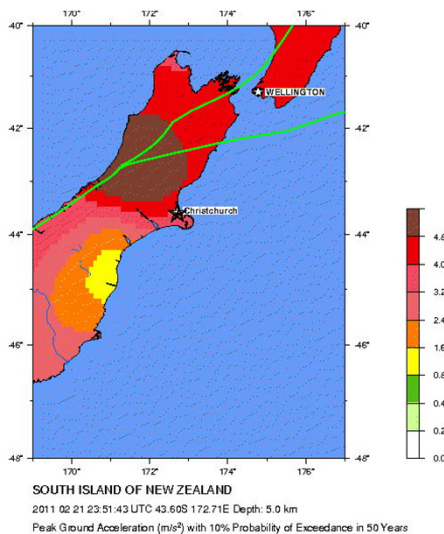 170° 172° 174° 176°
-40° -40°
WELLINGTON
-42° -42°
Christchurch
-44° -44°
-46° -46°
-48° -48°
170° 172° 174° 176°
4.8
4.0
3.2
2.4
1.6
0.8
0.4
0.2
0.0
SOUTH ISLAND OF NEW ZEALAND
2011 02 21 23:51:43 UTC 43.60S 172.71E Depth: 5.0 km
Peak Ground Acceleration (m/s²) with 10% Probability of Exceedance in 50 Years